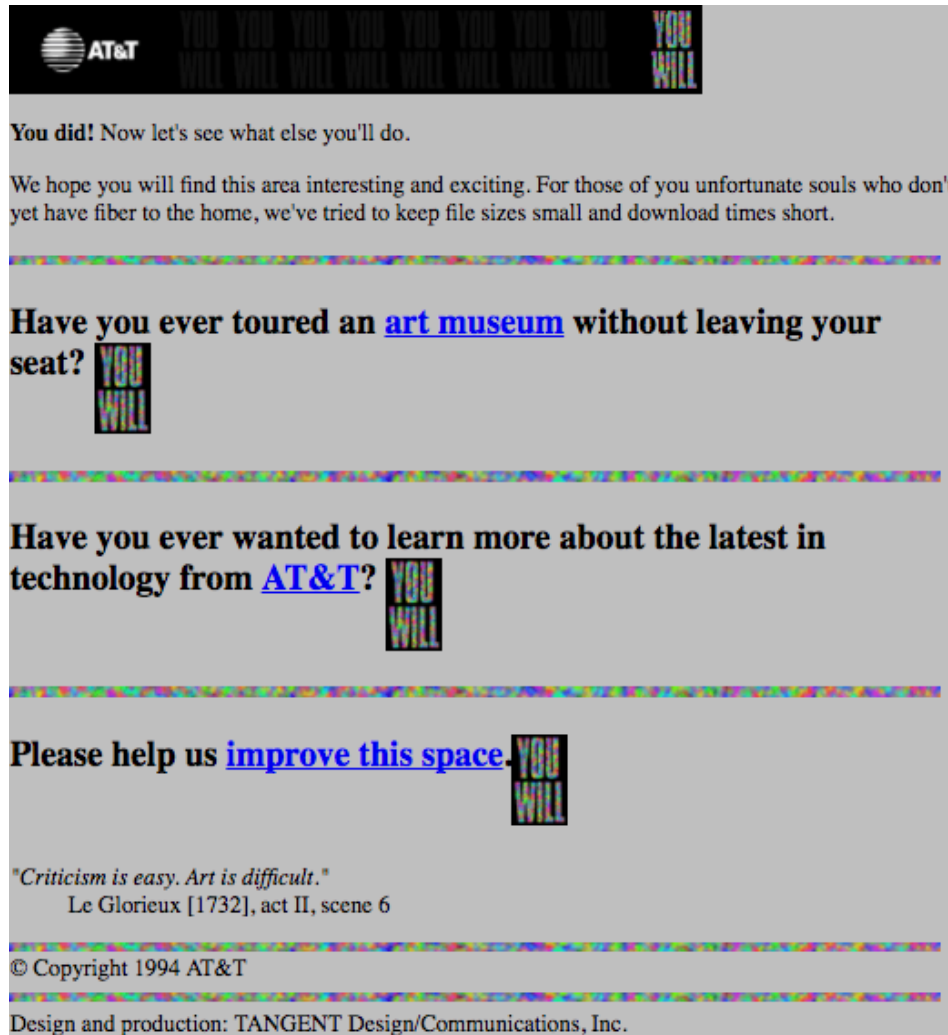 AT&T YOU YOU YOU YOU YOU YOU YOU YOU YOU
WILL WILL WILL WILL WILL WILL WILL WILL WILL
You did! Now let's see what else you'll do.
We hope you will find this area interesting and exciting. For those of you unfortunate souls who don'
yet have fiber to the home, we've tried to keep file sizes small and download times short.
Have you ever toured an art museum without leaving your
seat? YOU
WILL
Have you ever wanted to learn more about the latest in
technology from AT&T? YOU
WILL
Please help us improve this space. YOU
WILL
"Criticism is easy. Art is difficult."
Le Glorieux [1732], act II, scene 6
© Copyright 1994 AT&T
Design and production: TANGENT Design/Communications, Inc.